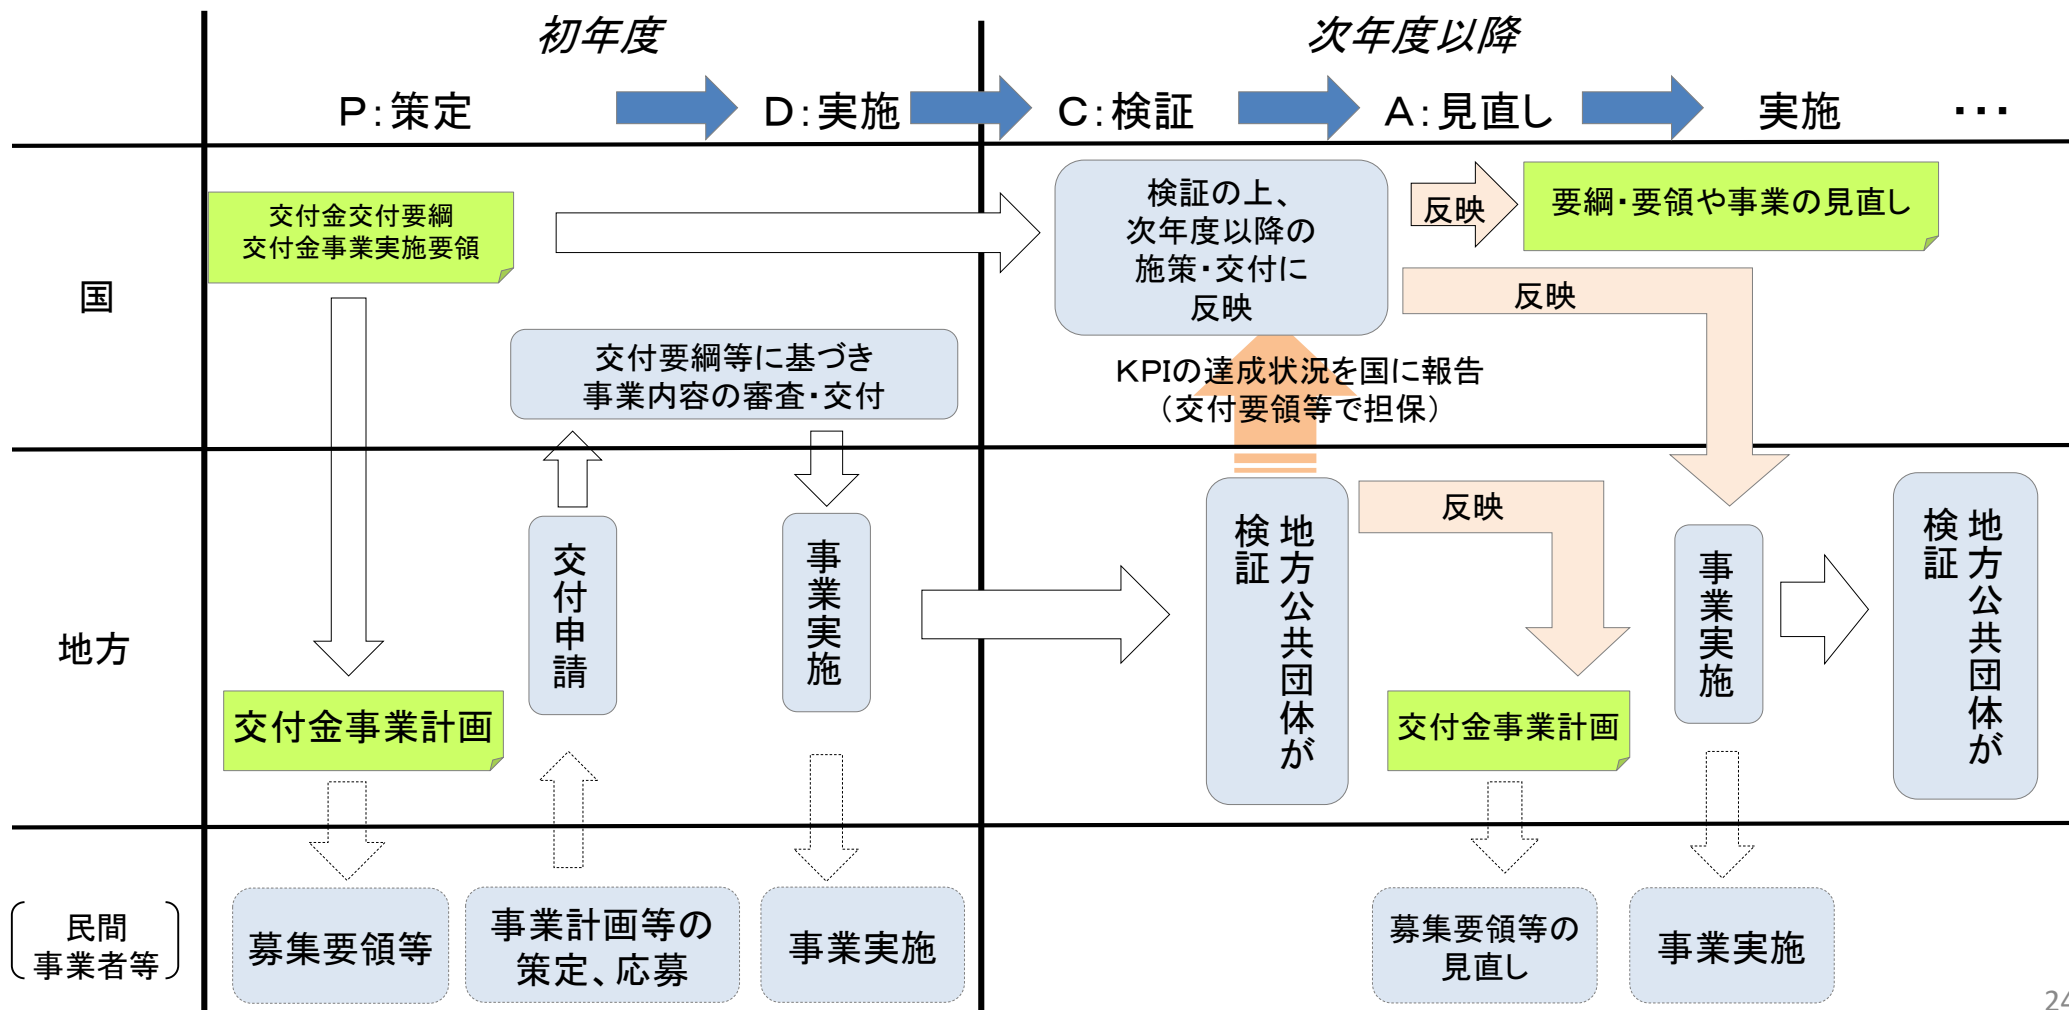 初年度
次年度以降
P:策定
D:実施
C:検証
A:見直し
実施
・・・
国
交付金交付要綱
交付金事業実施要領
検証の上、
次年度以降の
施策・交付に
反映
反映
要綱・要領や事業の見直し
反映
交付要綱等に基づき
事業内容の審査・交付
KPIの達成状況を国に報告
（交付要領等で担保）
地方
交付金事業計画
交付申請
事業実施
地方公共団体が
検証
反映
交付金事業計画
事業実施
地方公共団体が
検証
民間
事業者等
募集要領等
事業計画等の
策定、応募
事業実施
募集要領等の
見直し
事業実施
24